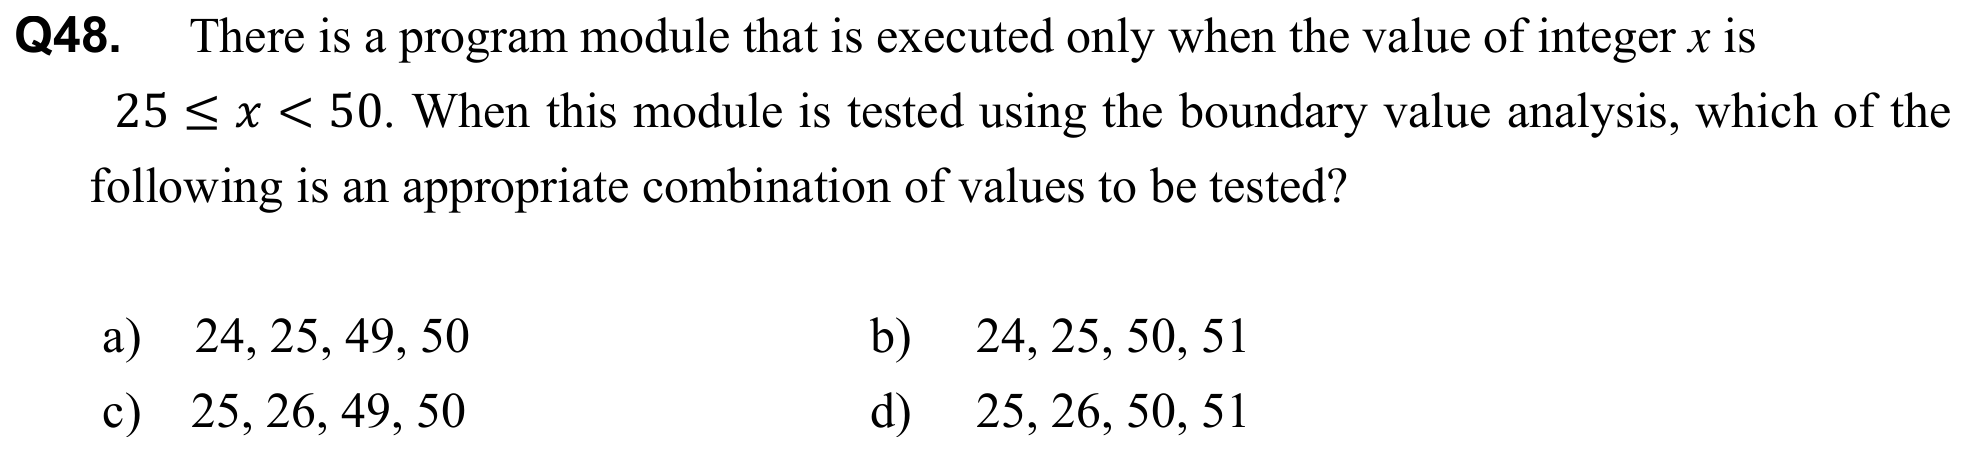 Q48. There is a program module that is executed only when the value of integer x is
25 ≤ x < 50. When this module is tested using the boundary value analysis, which of the
following is an appropriate combination of values to be tested?
a) 24, 25, 49, 50 b) 24, 25, 50, 51
c) 25, 26, 49, 50 d) 25, 26, 50, 51